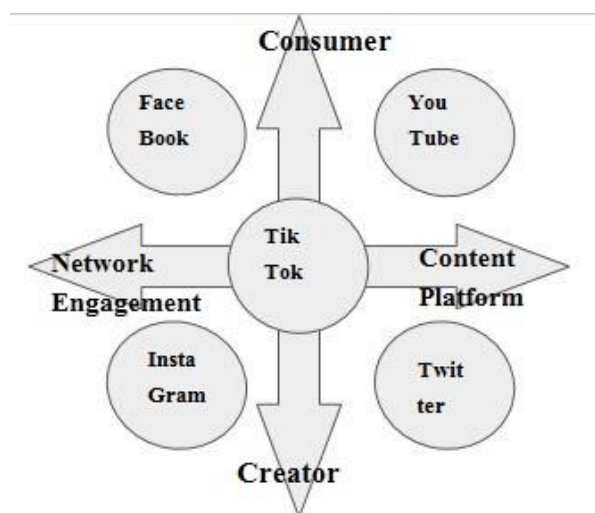 Consumer
Face
Book
You
Tube
Tik
Tok
Network
Engagement
Content
Platform
Insta
Gram
Twit
ter
Creator